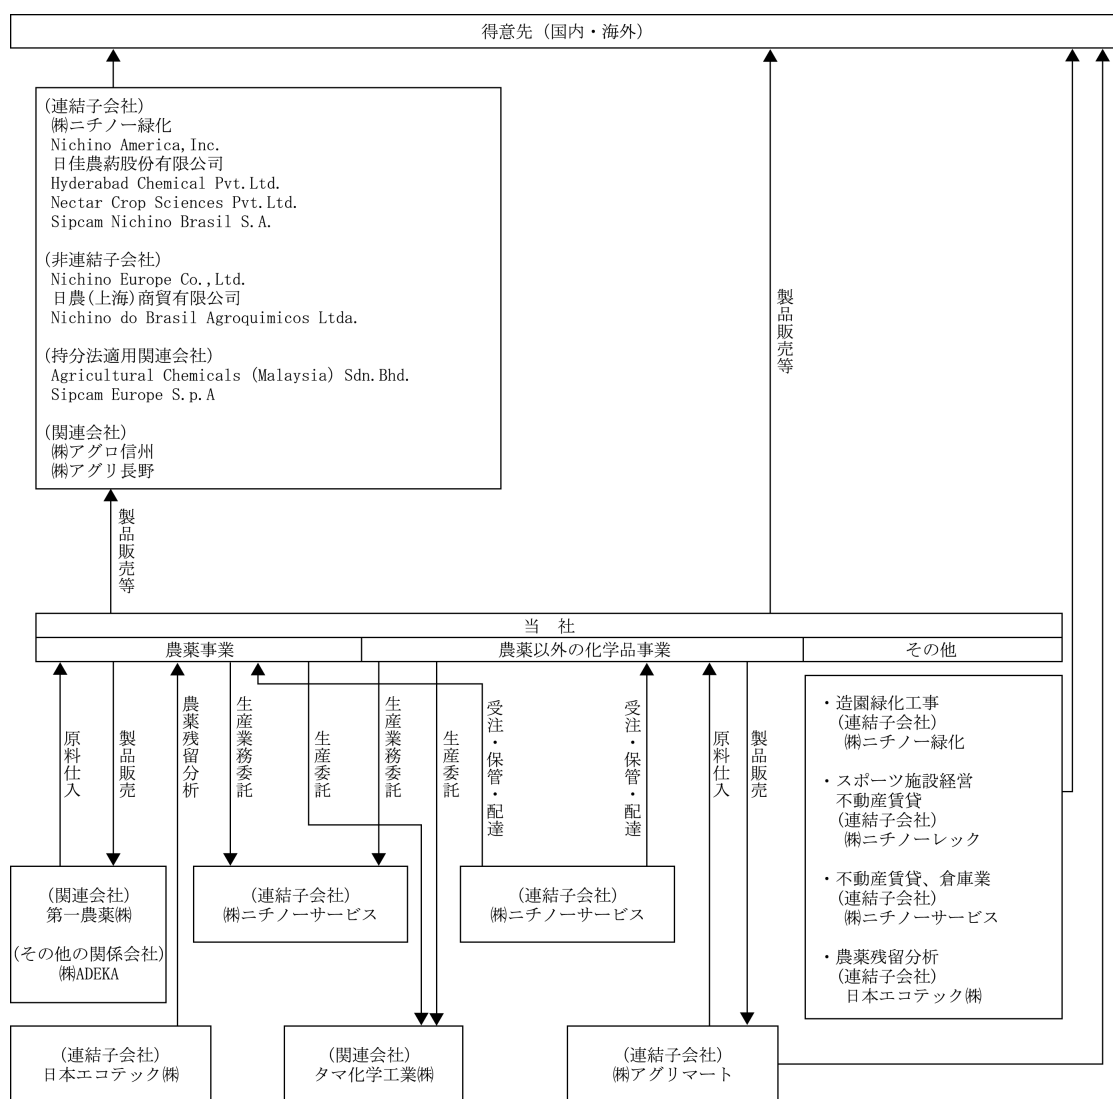 得意先（国内・海外）
(連結子会社)
㈱ニチノー緑化
Nichino America,Inc.
日佳農葯股份有限公司
Hyderabad Chemical Pvt.Ltd.
Nectar Crop Sciences Pvt.Ltd.
Sipcam Nichino Brasil S.A.
(非連結子会社)
Nichino Europe Co.,Ltd.
日農(上海)商貿有限公司
Nichino do Brasil Agroquimicos Ltda.
(持分法適用関連会社)
Agricultural Chemicals (Malaysia) Sdn.Bhd.
Sipcam Europe S.p.A
(関連会社)
㈱アグロ信州
㈱アグリ長野
製品販売等
製品販売等
当　社
農薬事業
農薬以外の化学品事業
その他
原料仕入
製品販売
農薬残留分析
生産業務委託
生産委託
生産業務委託
生産委託
受注・保管・配達
受注・保管・配達
原料仕入
製品販売
・造園緑化工事
(連結子会社)
㈱ニチノー緑化
・スポーツ施設経営
不動産賃貸
(連結子会社)
㈱ニチノーレック
・不動産賃貸、倉庫業
(連結子会社)
㈱ニチノーサービス
・農薬残留分析
(連結子会社)
日本エコテック㈱
(関連会社)
第一農薬㈱
(その他の関係会社)
㈱ADEKA
(連結子会社)
㈱ニチノーサービス
(連結子会社)
㈱ニチノーサービス
(連結子会社)
日本エコテック㈱
(関連会社)
タマ化学工業㈱
(連結子会社)
㈱アグリマート